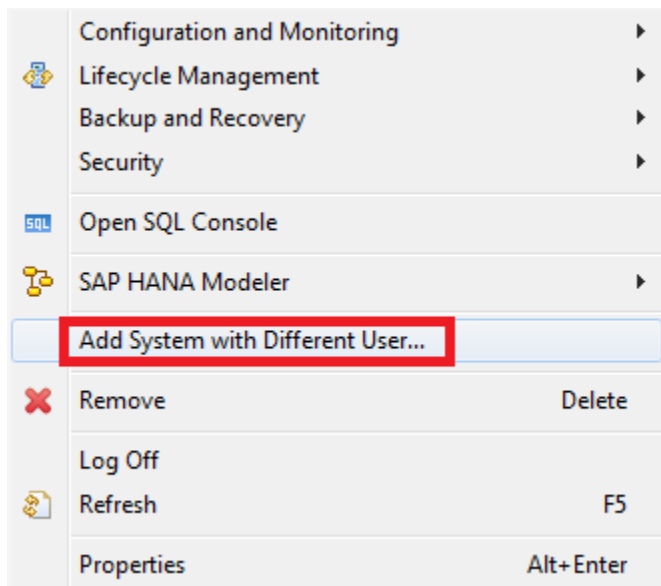 Configuration and Monitoring
Lifecycle Management
Backup and Recovery
Security
SQL Open SQL Console
SAP HANA Modeler
Add System with Different User...
Remove Delete
Log Off
Refresh F5
Properties Alt+Enter